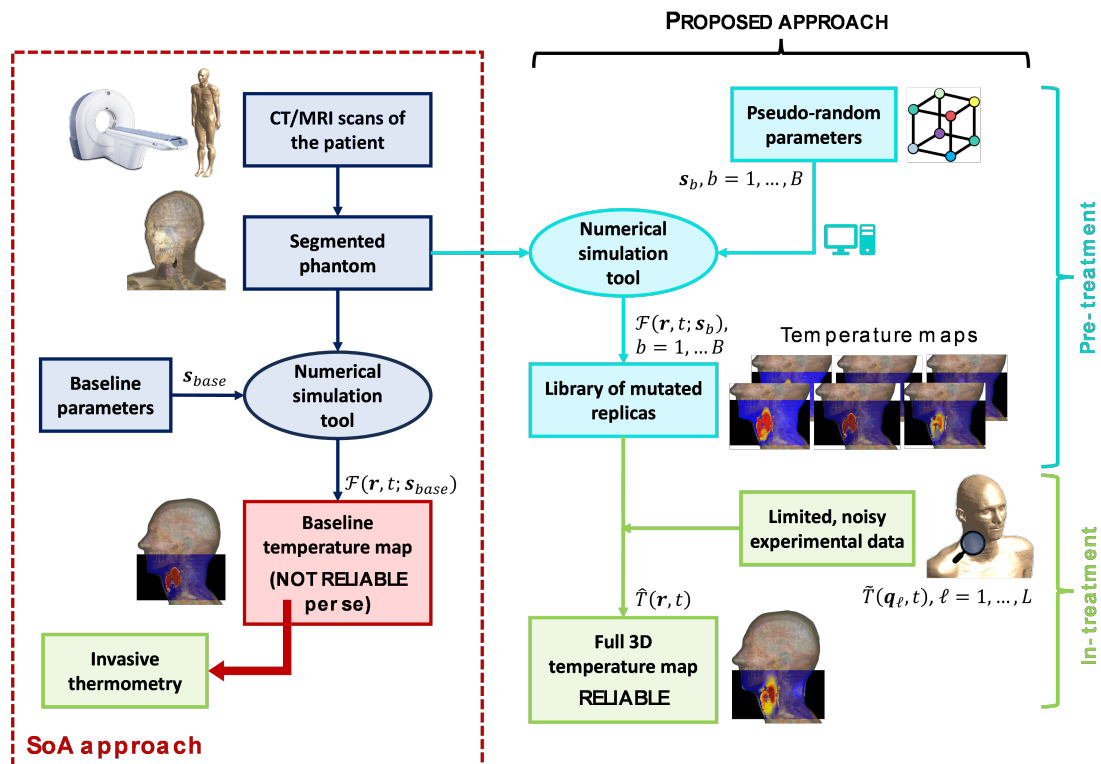 PROPOSED APPROACH
CT/MRI scans of
the patient
Segmented
phantom
Baseline
parameters
𝒔_base
Numerical
simulation
tool
ℱ(𝒓, t; 𝒔_base)
Baseline
temperature map
(NOT RELIABLE
per se)
Invasive
thermometry
SoA approach
Pseudo-random
parameters
𝒔_b, b = 1, ..., B
Numerical
simulation
tool
ℱ(𝒓, t; 𝒔_b),
b = 1, ... B
Temperature maps
Library of mutated
replicas
Pre-treatment
Limited, noisy
experimental data
T̃(𝒒_ℓ, t), ℓ = 1, ..., L
T̂(𝒓, t)
Full 3D
temperature map
RELIABLE
In-treatment